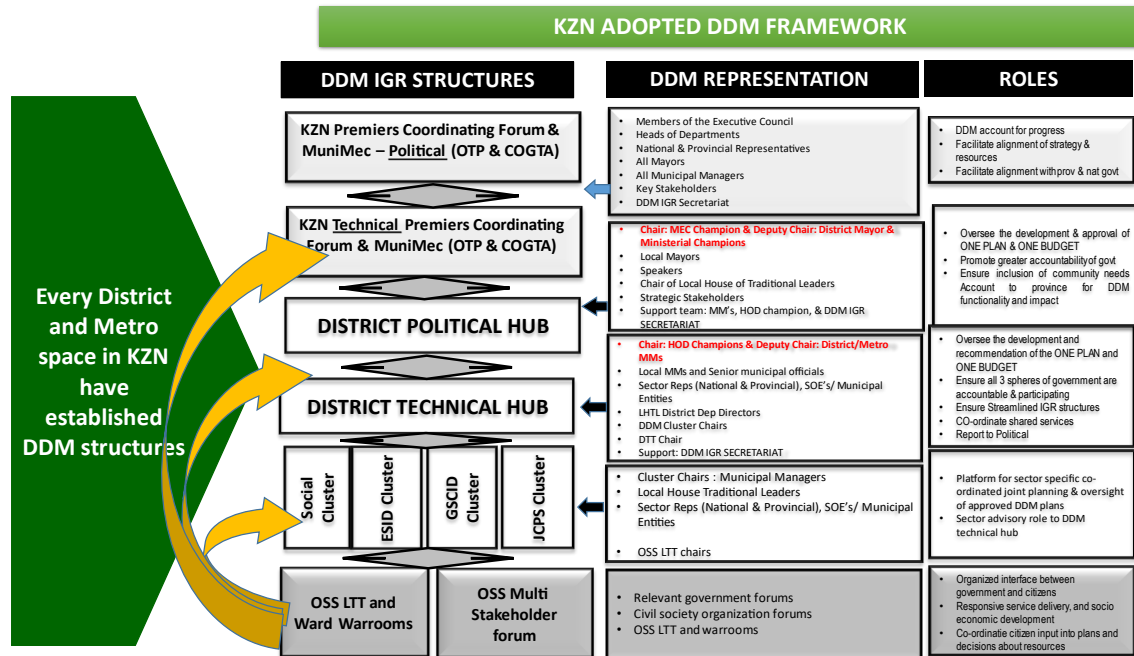 KZN ADOPTED DDM FRAMEWORK
DDM IGR STRUCTURES
DDM REPRESENTATION
ROLES
Every District
and Metro
space in KZN
have
established
DDM structures
KZN Premiers Coordinating Forum &
MuniMec – Political (OTP & COGTA)
• Members of the Executive Council
• Heads of Departments
• National & Provincial Representatives
• All Mayors
• All Municipal Managers
• Key Stakeholders
• DDM IGR Secretariat
• DDM account for progress
• Facilitate alignment of strategy &
resources
• Facilitate alignment with prov & nat govt
KZN Technical Premiers Coordinating
Forum & MuniMec (OTP & COGTA)
DISTRICT POLITICAL HUB
• Chair: MEC Champion & Deputy Chair: District Mayor &
Ministerial Champions
• Local Mayors
• Speakers
• Chair of Local House of Traditional Leaders
• Strategic Stakeholders
• Support team: MM's, HOD champion, & DDM IGR
SECRETARIAT
• Oversee the development & approval of
ONE PLAN & ONE BUDGET
• Promote greater accountability of govt
• Ensure inclusion of community needs
Account to province for DDM
functionality and impact
DISTRICT TECHNICAL HUB
• Chair: HOD Champions & Deputy Chair: District/Metro
MMs
• Local MMs and Senior municipal officials
• Sector Reps (National & Provincial), SOE's/ Municipal
Entities
• LHTL District Dep Directors
• DDM Cluster Chairs
• DTT Chair
• Support: DDM IGR SECRETARIAT
• Oversee the development and
recommendation of the ONE PLAN and
ONE BUDGET
• Ensure all 3 spheres of government are
accountable & participating
• Ensure Streamlined IGR structures
• CO-ordinate shared services
• Report to Political
Social
Cluster
ESID Cluster
GSCID
Cluster
JCPS Cluster
• Cluster Chairs : Municipal Managers
• Local House Traditional Leaders
• Sector Reps (National & Provincial), SOE's/ Municipal
Entities
• OSS LTT chairs
• Platform for sector specific co-
ordinated joint planning & oversight
of approved DDM plans
• Sector advisory role to DDM
technical hub
OSS LTT and
Ward Warrooms
OSS Multi
Stakeholder
forum
• Relevant government forums
• Civil society organization forums
• OSS LTT and warrooms
• Organized interface between
government and citizens
• Responsive service delivery, and socio
economic development
• Co-ordinatie citizen input into plans and
decisions about resources